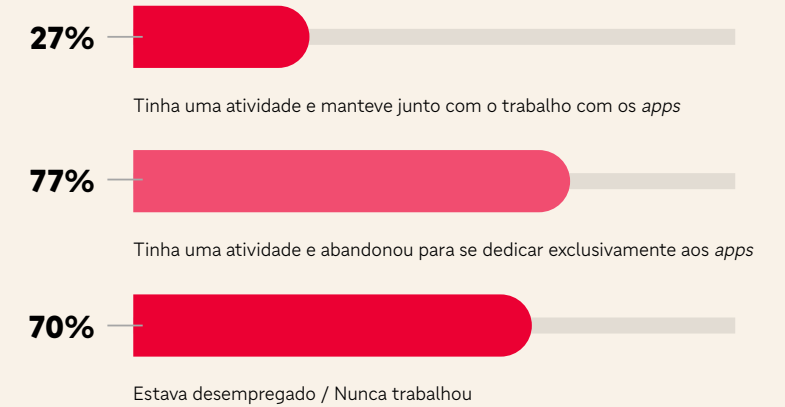 27%
Tinha uma atividade e manteve junto com o trabalho com os apps
77%
Tinha uma atividade e abandonou para se dedicar exclusivamente aos apps
70%
Estava desempregado / Nunca trabalhou